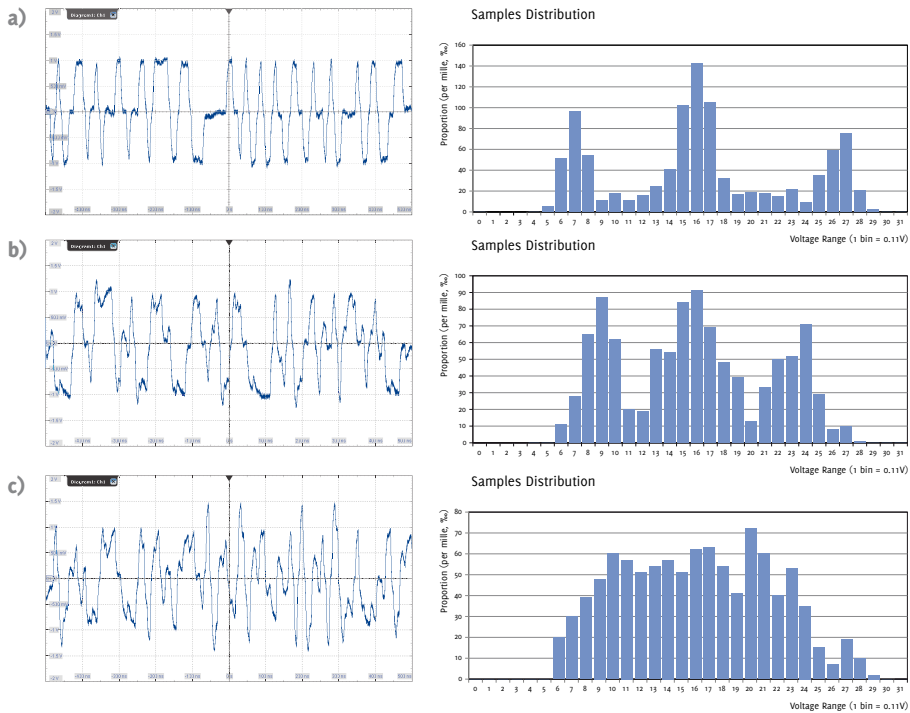 a)
Diagram1: Ch1
Samples Distribution
Proportion (per mille, ‰)
160
140
120
100
80
60
40
20
0
0 1 2 3 4 5 6 7 8 9 10 11 12 13 14 15 16 17 18 19 20 21 22 23 24 25 26 27 28 29 30 31
Voltage Range (1 bin = 0.11V)
b)
Diagram1: Ch1
Samples Distribution
Proportion (per mille, ‰)
100
90
80
70
60
50
40
30
20
10
0
0 1 2 3 4 5 6 7 8 9 10 11 12 13 14 15 16 17 18 19 20 21 22 23 24 25 26 27 28 29 30 31
Voltage Range (1 bin = 0.11V)
c)
Diagram1: Ch1
Samples Distribution
Proportion (per mille, ‰)
80
70
60
50
40
30
20
10
0
0 1 2 3 4 5 6 7 8 9 10 11 12 13 14 15 16 17 18 19 20 21 22 23 24 25 26 27 28 29 30 31
Voltage Range (1 bin = 0.11V)